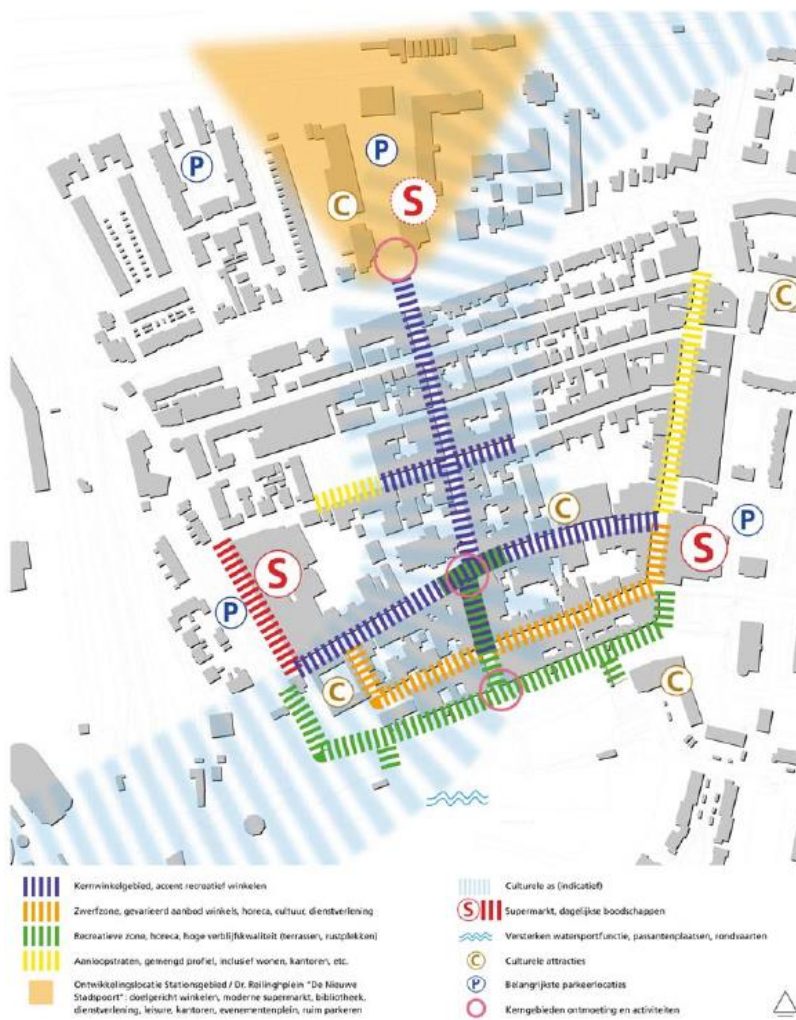 P
P
C
S
C
C
S
P
S
P
C
C
Kernwinkelgebied, accent recreatief winkelen
Zwerfzone, gevarieerd aanbod winkels, horeca, cultuur, dienstverlening
Recreatieve zone, horeca, hoge verblijfskwaliteit (terrassen, rustplekken)
Aanloopstraten, gemengd profiel, inclusief wonen, kantoren, etc.
Ontwikkelingslocatie Stationsgebied / Dr. Reilinghplein "De Nieuwe
Stadspoort": doelgericht winkelen, moderne supermarkt, bibliotheek,
dienstverlening, leisure, kantoren, evenementenplein, ruim parkeren
Culturele as (indicatief)
S Supermarkt, dagelijkse boodschappen
Versterken watersportfunctie, passantenplaatsen, rondvaarten
C Culturele attracties
P Belangrijkste parkeerlocaties
Kerngebieden ontmoeting en activiteiten